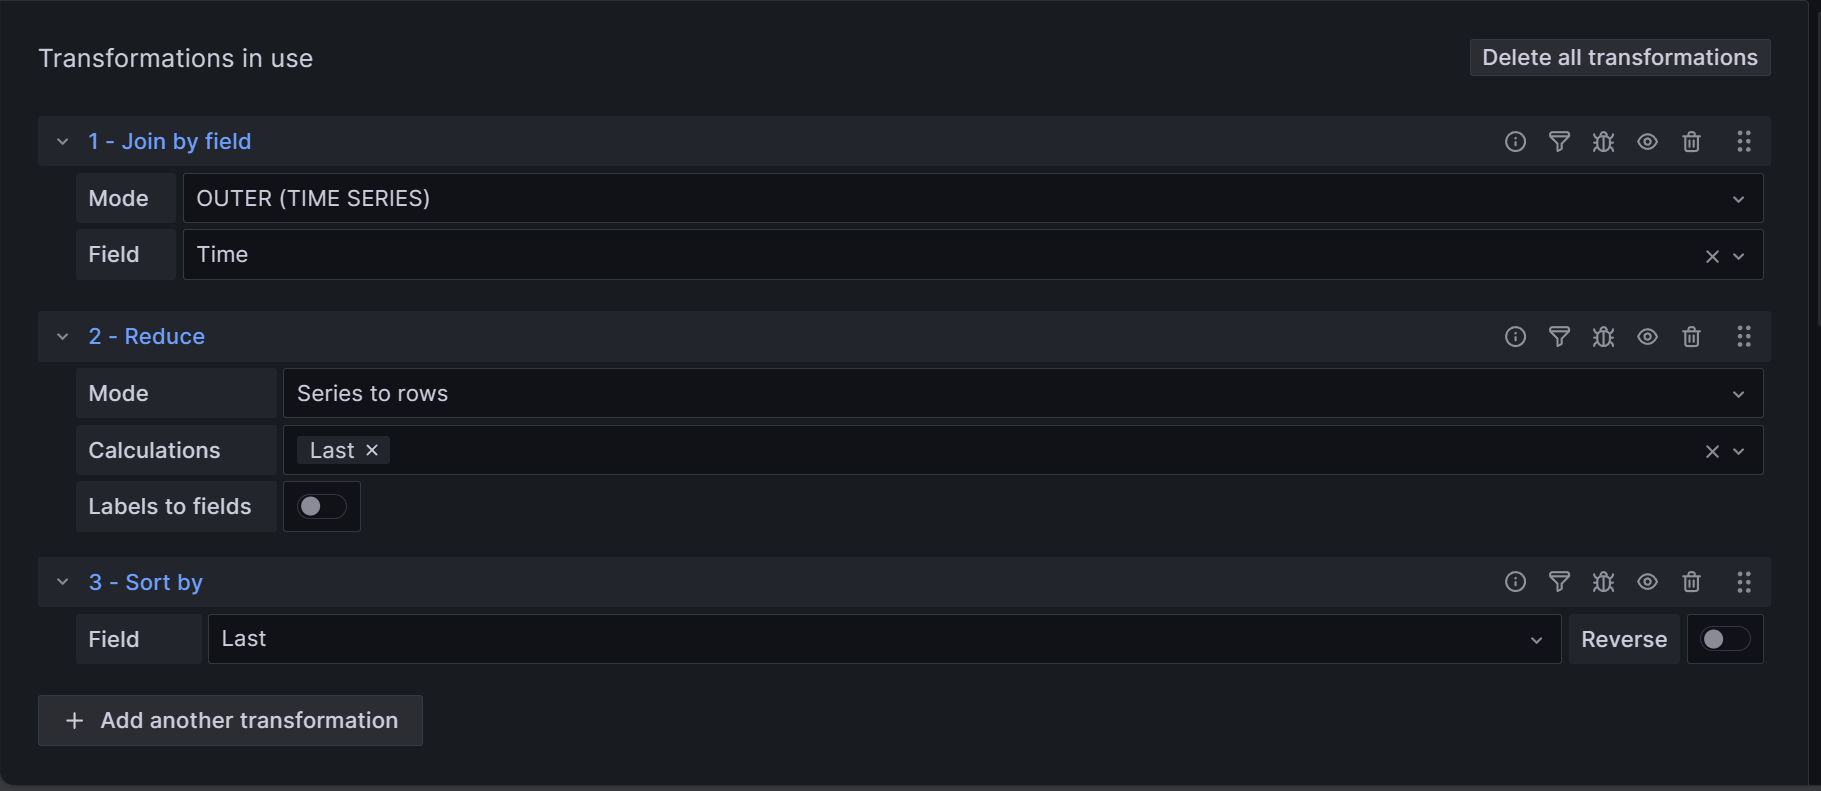 Transformations in use
Delete all transformations
1 - Join by field
Mode
OUTER (TIME SERIES)
Field
Time
2 - Reduce
Mode
Series to rows
Calculations
Last
Labels to fields
3 - Sort by
Field
Last
Reverse
Add another transformation